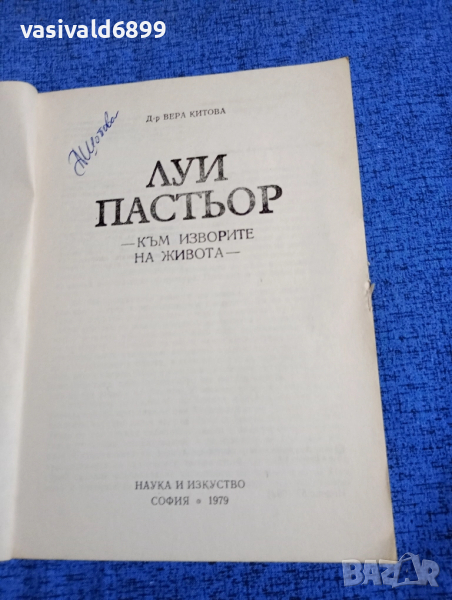 vasivald6899
Д-р ВЕРА КИТОВА
ЛУИ
ПАСТЬОР
— КЪМ ИЗВОРИТЕ
НА ЖИВОТА —
НАУКА И ИЗКУСТВО
СОФИЯ * 1979
BAZAR